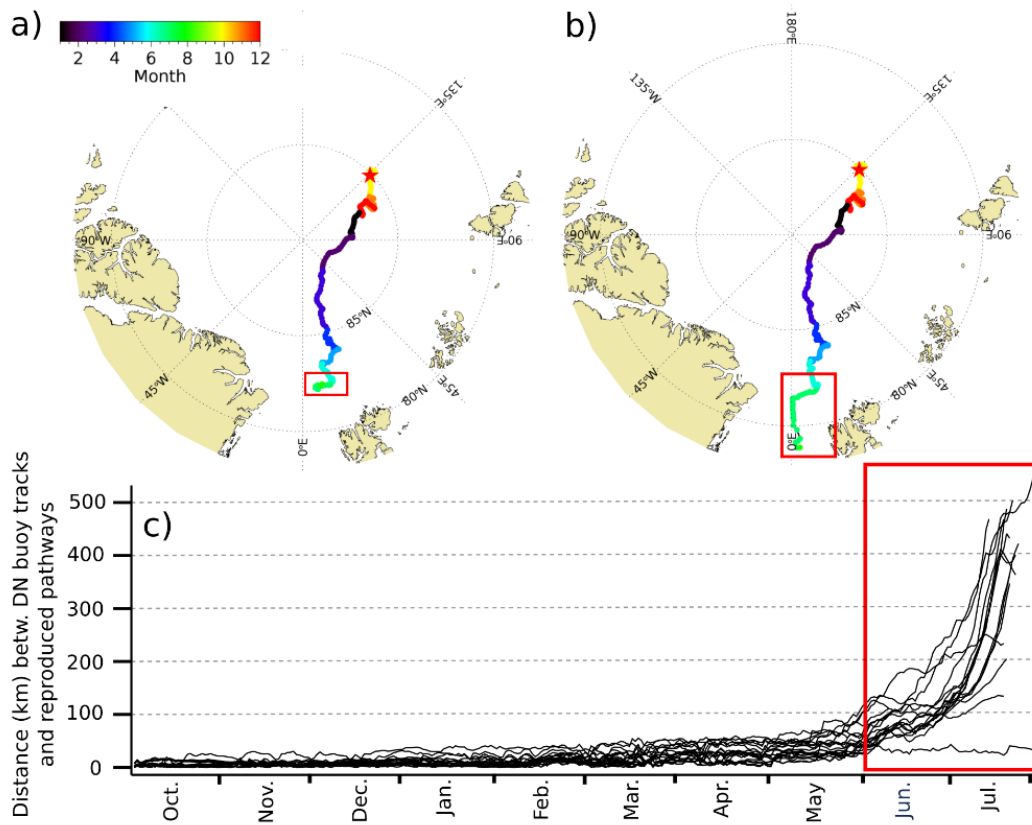 a)
2 4 6 8 10 12
Month
135°E
90°W
90°E
85°N
45°W
80°N
45°E
0°E
b)
180°E
135°W
135°E
90°W
90°E
85°N
45°W
80°N
45°E
0°E
c)
Distance (km) betw. DN buoy tracks
and reproduced pathways
500
400
300
200
100
0
Oct. Nov. Dec. Jan. Feb. Mar. Apr. May Jun. Jul.